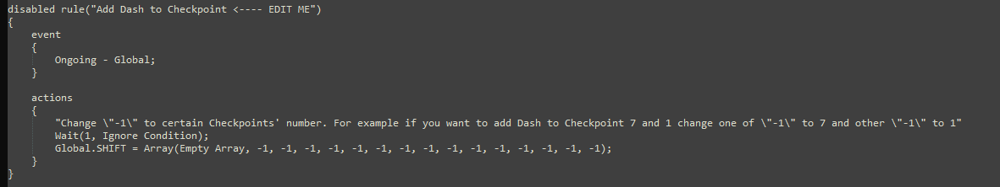 disabled rule("Add Dash to Checkpoint <---- EDIT ME")
{
event
{
Ongoing - Global;
}
actions
{
"Change \"-1\" to certain Checkpoints' number. For example if you want to add Dash to Checkpoint 7 and 1 change one of \"-1\" to 7 and other \"-1\" to 1"
Wait(1, Ignore Condition);
Global.SHIFT = Array(Empty Array, -1, -1, -1, -1, -1, -1, -1, -1, -1, -1, -1, -1, -1, -1, -1);
}
}